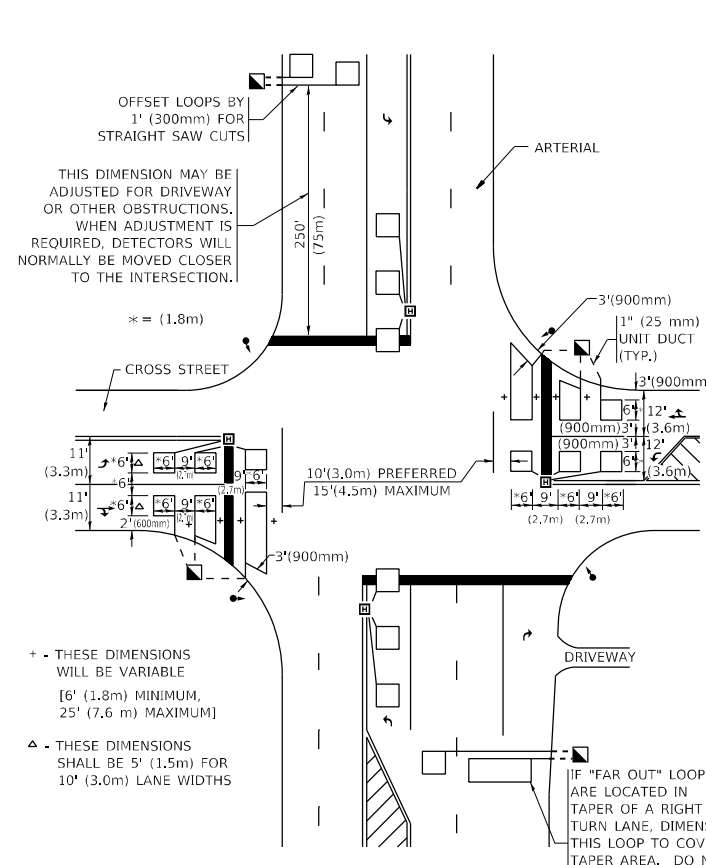 OFFSET LOOPS BY
1' (300mm) FOR
STRAIGHT SAW CUTS
THIS DIMENSION MAY BE
ADJUSTED FOR DRIVEWAY
OR OTHER OBSTRUCTIONS.
WHEN ADJUSTMENT IS
REQUIRED, DETECTORS WILL
NORMALLY BE MOVED CLOSER
TO THE INTERSECTION.
250'
(75m)
ARTERIAL
* = (1.8m)
H
3'(900mm)
1" (25 mm)
UNIT DUCT
(TYP.)
CROSS STREET
3'(900mm
+ + + +
6' 12'
(900mm) 3' (3.6m)
(900mm) 3' 12'
6'
(3.6m)
H
*6' 9' *6' 9' *6'
(2.7m) (2.7m)
H
11'
(3.3m)
*6' △ *6' 9' *6'
(2.7m)
9' *6'
(2.7m)
*6'
11'
(3.3m)
*6' △ *6' 9' *6'
(2.7m)
2' (600mm) + + +
10'(3.0m) PREFERRED
15'(4.5m) MAXIMUM
3'(900mm)
H
DRIVEWAY
+ - THESE DIMENSIONS
WILL BE VARIABLE
[6' (1.8m) MINIMUM,
25' (7.6 m) MAXIMUM]
△ - THESE DIMENSIONS
SHALL BE 5' (1.5m) FOR
10' (3.0m) LANE WIDTHS
IF "FAR OUT" LOOP
ARE LOCATED IN
TAPER OF A RIGHT
TURN LANE, DIMENS
THIS LOOP TO COV
TAPER AREA. DO N